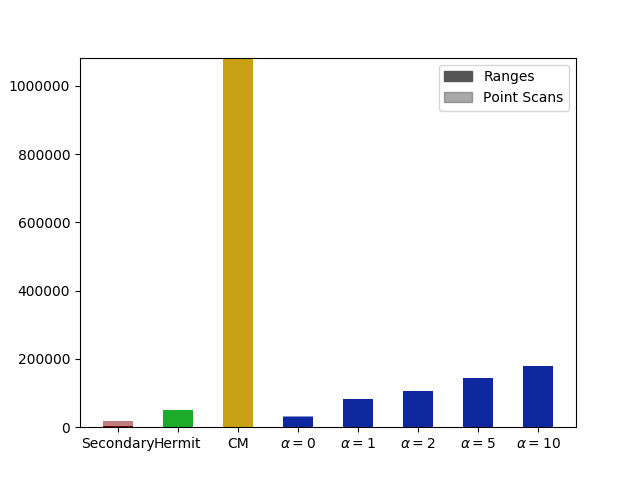 1000000
800000
600000
400000
200000
0
Ranges
Point Scans
Secondary Hermit CM α = 0 α = 1 α = 2 α = 5 α = 10